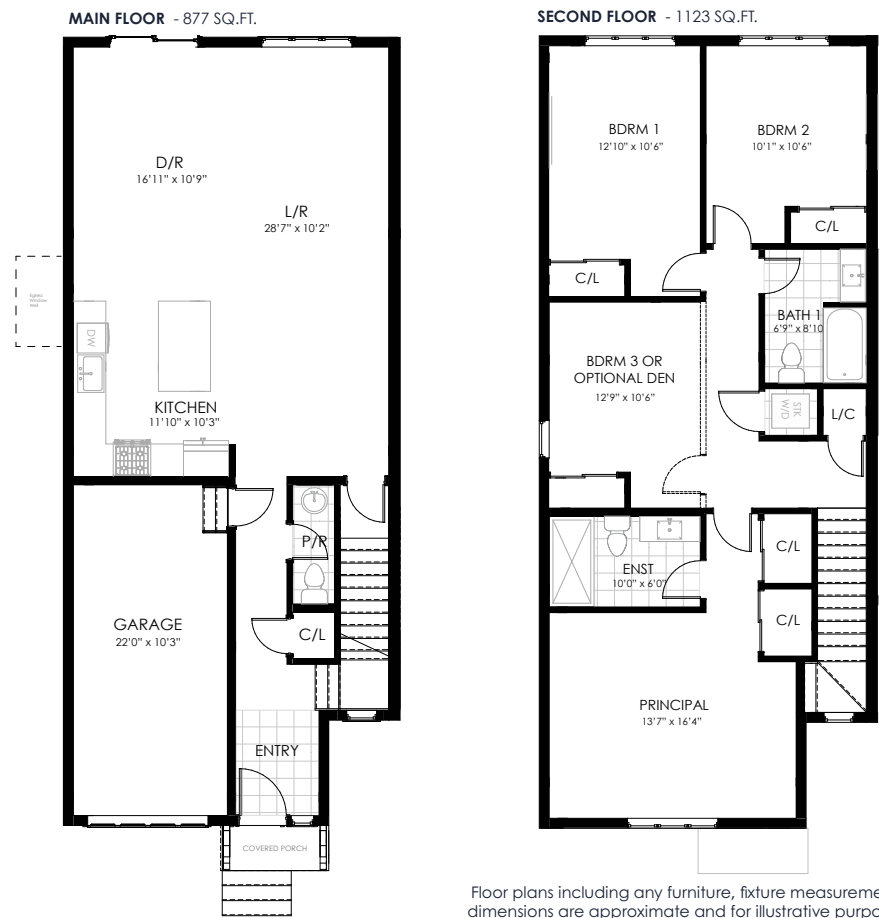 MAIN FLOOR - 877 SQ.FT.
D/R
16'11" x 10'9"
L/R
28'7" x 10'2"
Egress
Window
Well
DW
KITCHEN
11'10" x 10'3"
P/R
GARAGE
22'0" x 10'3"
C/L
ENTRY
COVERED PORCH
SECOND FLOOR - 1123 SQ.FT.
BDRM 1
12'10" x 10'6"
BDRM 2
10'1" x 10'6"
C/L
C/L
BATH 1
6'9" x 8'10
BDRM 3 OR
OPTIONAL DEN
12'9" x 10'6"
STK
W/D
L/C
ENST
10'0" x 6'0"
C/L
C/L
PRINCIPAL
13'7" x 16'4"
Floor plans including any furniture, fixture measureme
dimensions are approximate and for illustrative purpo